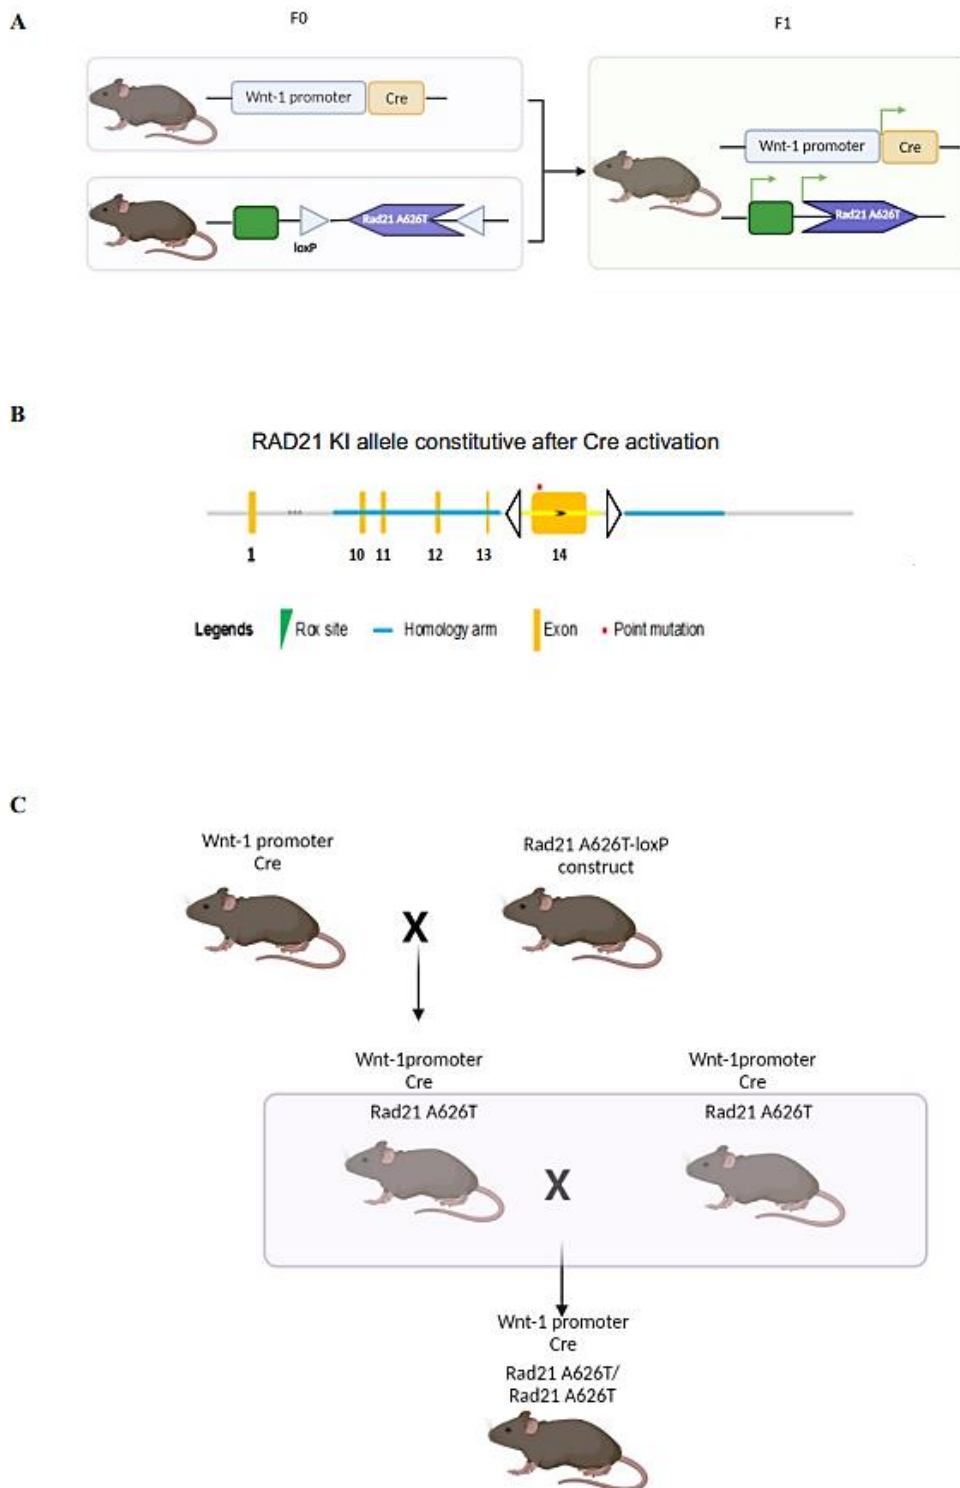 A
F0
F1
Wnt-1 promoter
Cre
Wnt-1 promoter
Cre
Rad21 A626T
loxP
Rad21 A626T
B
RAD21 KI allele constitutive after Cre activation
...
1
10
11
12
13
14
Legends
Rox site
Homology arm
Exon
Point mutation
C
Wnt-1 promoter
Cre
Rad21 A626T-loxP
construct
X
Wnt-1promoter
Cre
Wnt-1promoter
Cre
Rad21 A626T
Rad21 A626T
X
Wnt-1 promoter
Cre
Rad21 A626T/
Rad21 A626T